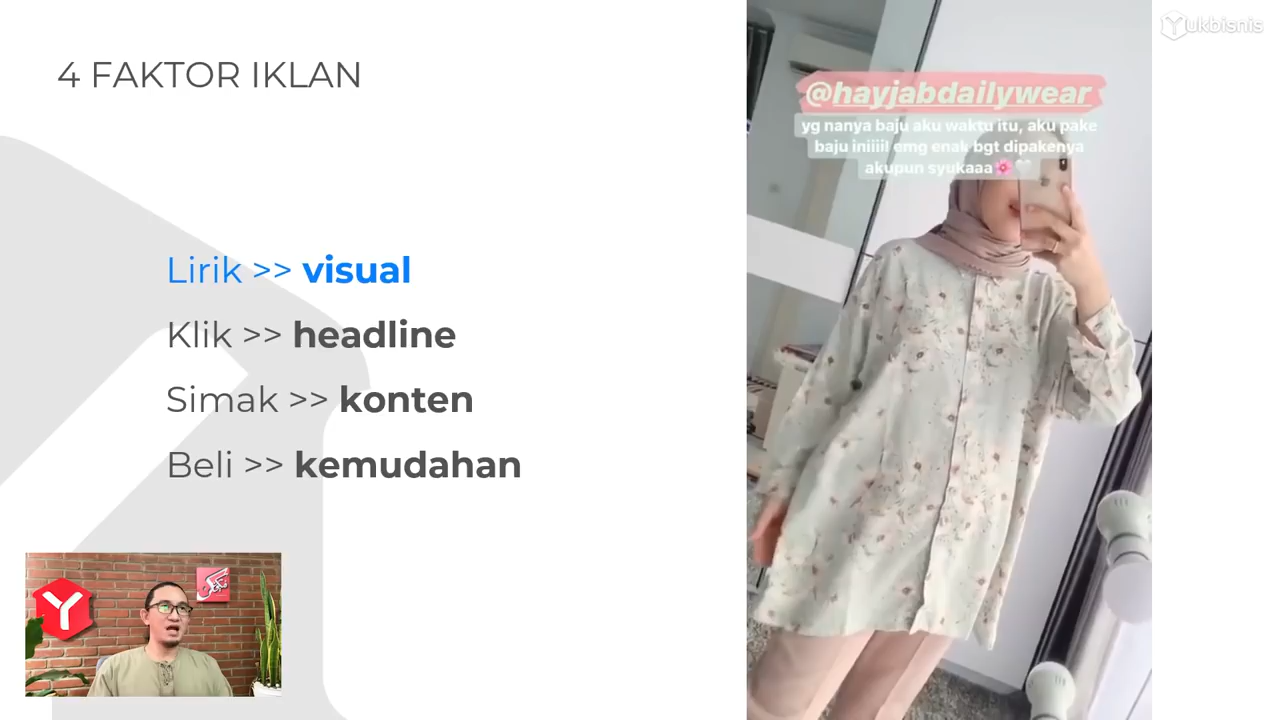 4 FAKTOR IKLAN
Lirik >> visual
Klik >> headline
Simak >> konten
Beli >> kemudahan
Yukbisnis
@hayjabdailywear
yg nanya baju aku waktu itu, aku pake
baju iniiiiI emg enak bgt dipakenya
akupun syukaaa🌸🤍
Y